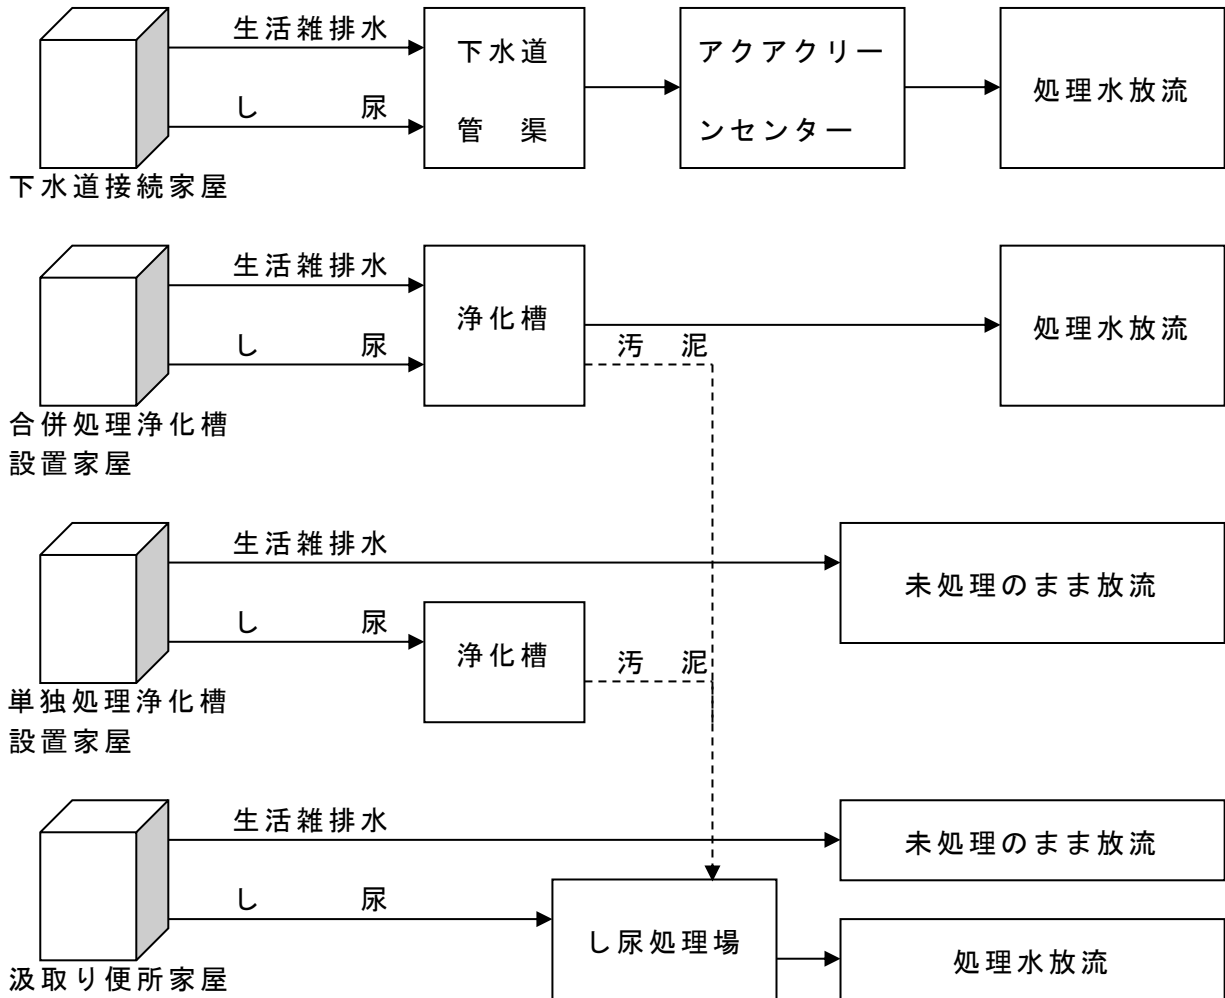 生活雑排水
し 尿
下水道接続家屋
下水道
管 渠
アクアクリー
ンセンター
処理水放流
生活雑排水
し 尿
合併処理浄化槽
設置家屋
浄化槽
汚 泥
処理水放流
生活雑排水
し 尿
単独処理浄化槽
設置家屋
浄化槽
汚 泥
未処理のまま放流
生活雑排水
し 尿
汲取り便所家屋
し尿処理場
未処理のまま放流
処理水放流